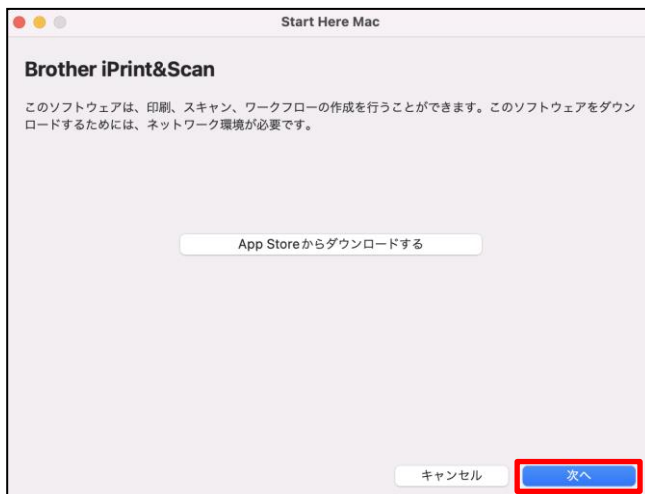 Start Here Mac
Brother iPrint&Scan
このソフトウェアは、印刷、スキャン、ワークフローの作成を行うことができます。このソフトウェアをダウン
ロードするためには、ネットワーク環境が必要です。
App Storeからダウンロードする
キャンセル
次へ